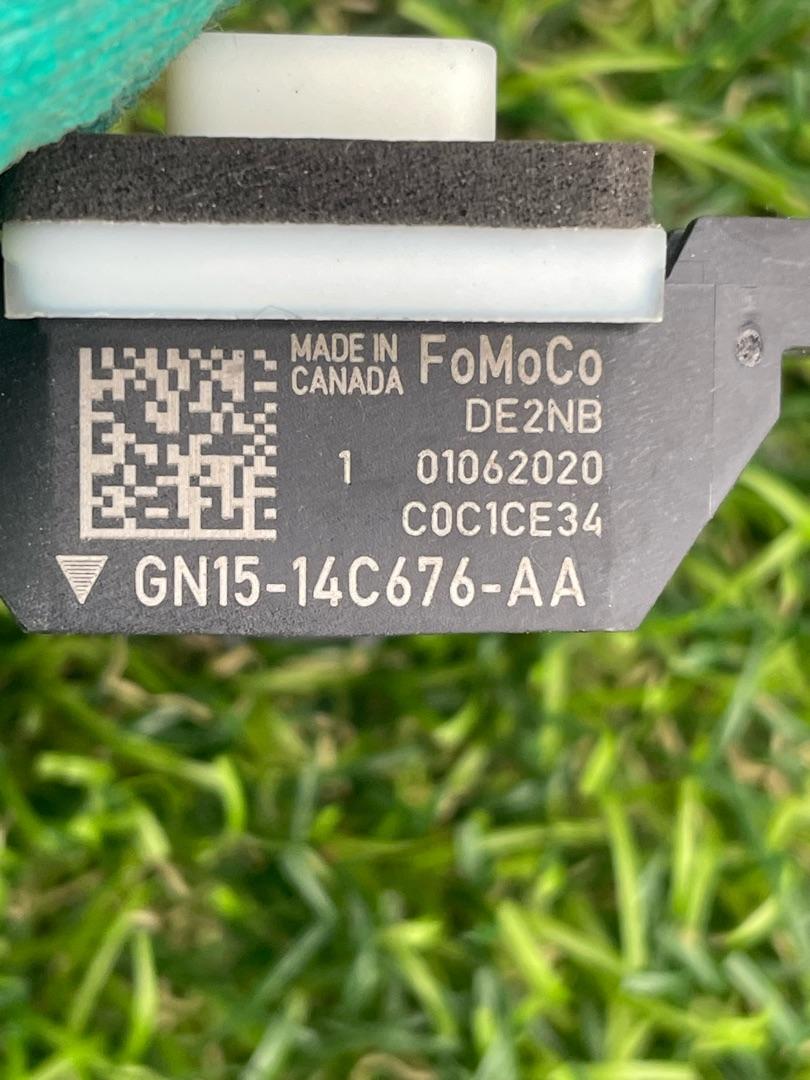 MADE IN
CANADA
FoMoCo
DE2NB
1 01062020
C0C1CE34
GN15-14C676-AA